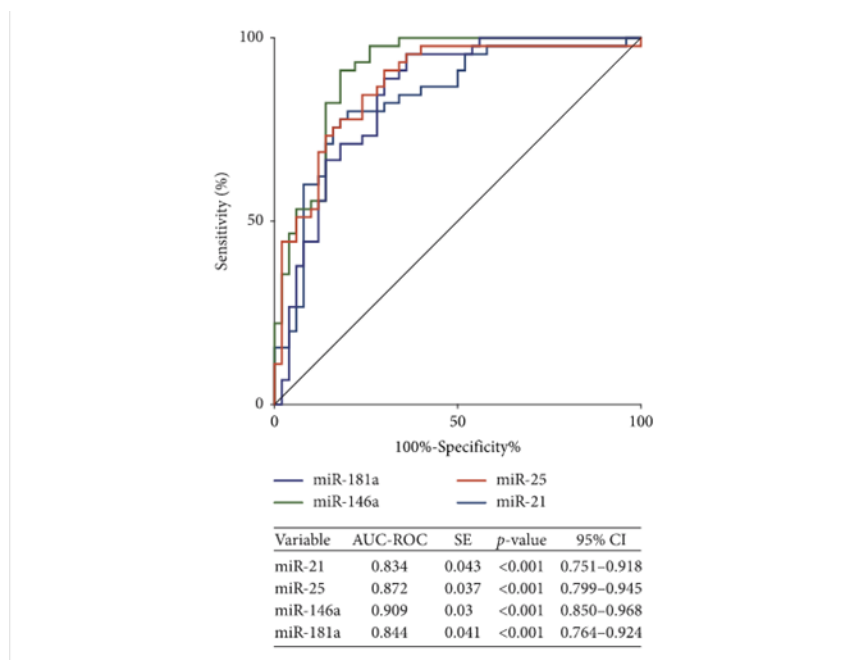 100
50
0
Sensitivity (%)
0 50 100
100%-Specificity%
miR-181a miR-25
miR-146a miR-21
Variable AUC-ROC SE p-value 95% CI
miR-21 0.834 0.043 <0.001 0.751–0.918
miR-25 0.872 0.037 <0.001 0.799–0.945
miR-146a 0.909 0.03 <0.001 0.850–0.968
miR-181a 0.844 0.041 <0.001 0.764–0.924